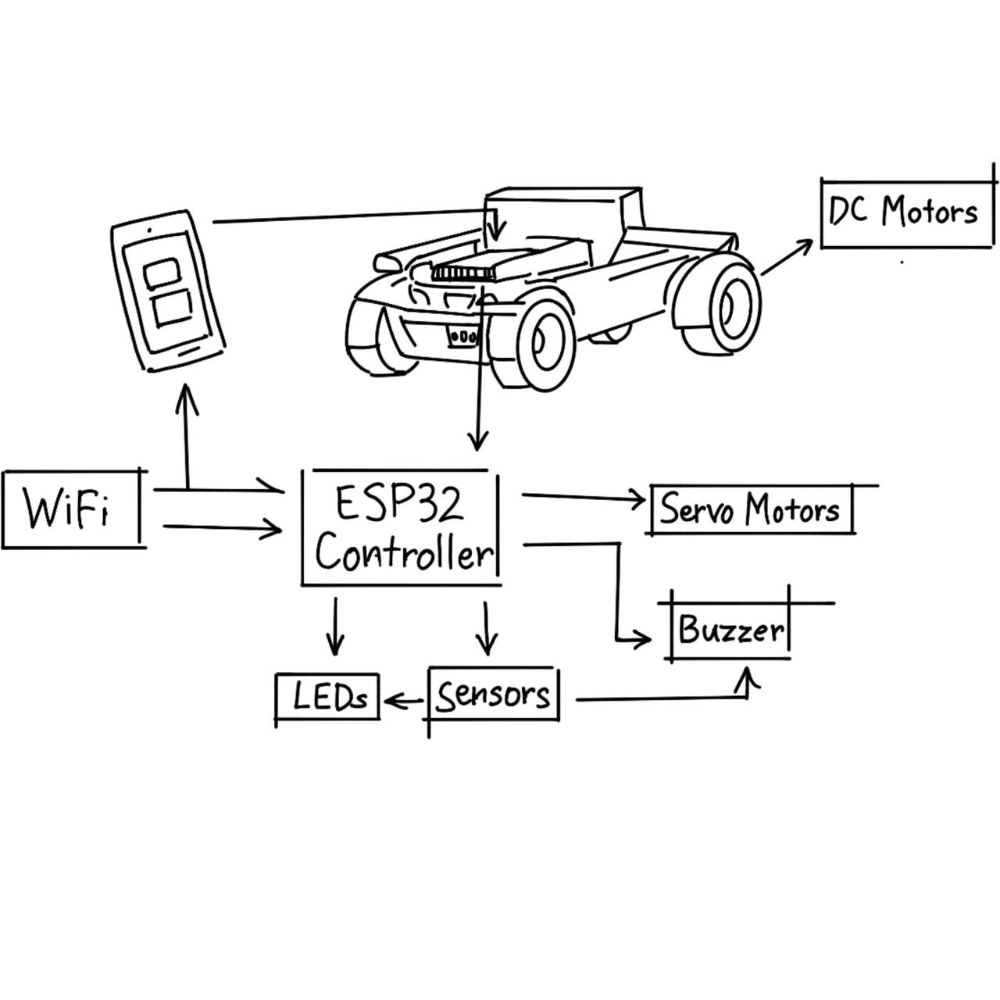 DC Motors
WiFi
ESP32
Controller
Servo Motors
Buzzer
LEDs
Sensors